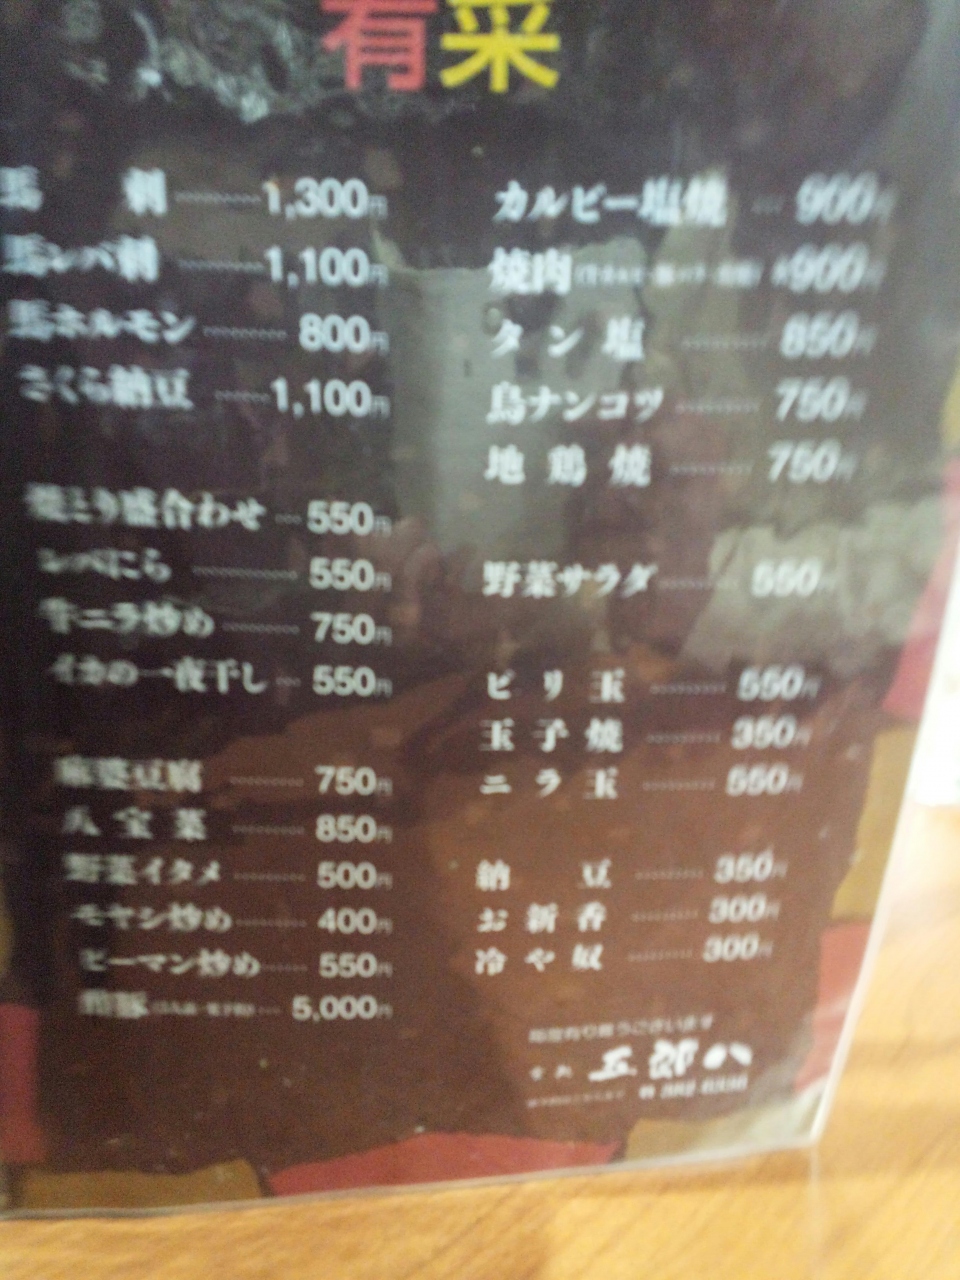 肴菜
馬刺 1,300円
馬レバ刺 1,100円
馬ホルモン 800円
さくら納豆 1,100円
焼とり盛合わせ 550円
レバにら 550円
牛ニラ炒め 750円
イカの一夜干し 550円
麻婆豆腐 750円
八宝菜 850円
野菜イタメ 500円
モヤシ炒め 400円
ピーマン炒め 550円
5,000円
カルビー塩焼 900円
焼肉 900円
タン塩 850円
鳥ナンコツ 750円
地鶏焼 750円
野菜サラダ 550円
ピリ玉 550円
玉子焼 350円
ニラ玉 550円
納豆 350円
お新香 300円
冷や奴 300円
毎度有り難うございます
五郎八